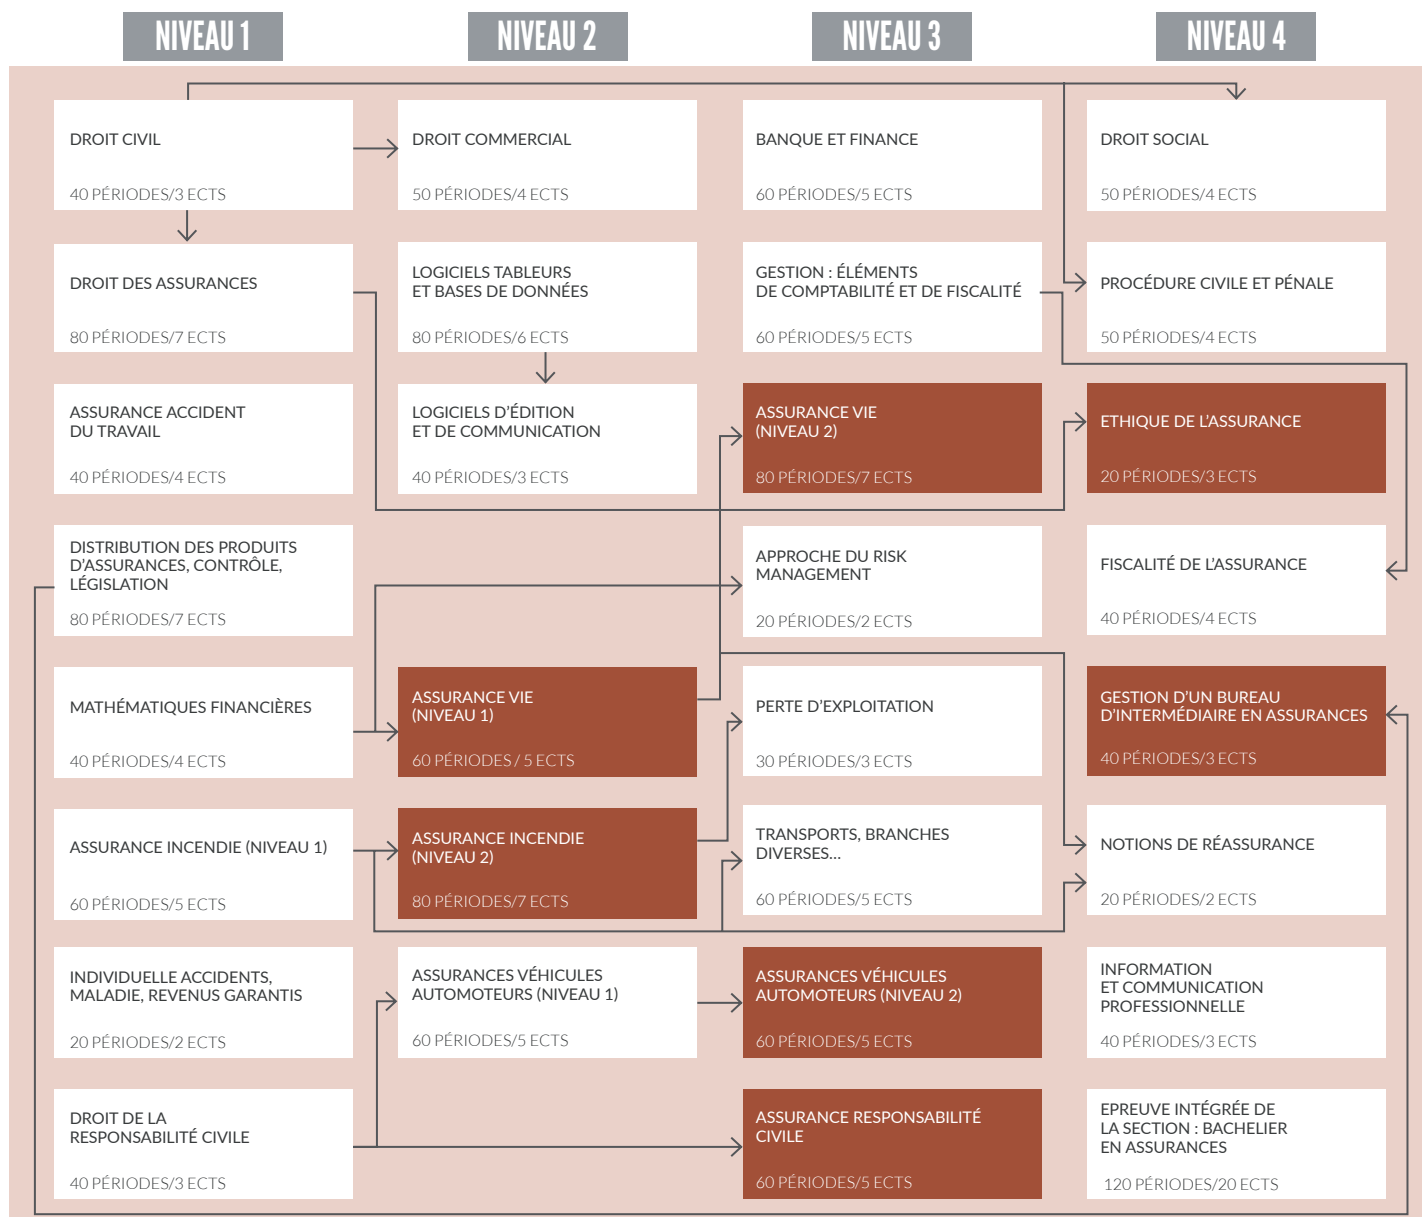 NIVEAU 1
NIVEAU 2
NIVEAU 3
NIVEAU 4
DROIT CIVIL
40 PÉRIODES/3 ECTS
DROIT COMMERCIAL
50 PÉRIODES/4 ECTS
BANQUE ET FINANCE
60 PÉRIODES/5 ECTS
DROIT SOCIAL
50 PÉRIODES/4 ECTS
DROIT DES ASSURANCES
80 PÉRIODES/7 ECTS
LOGICIELS TABLEURS
ET BASES DE DONNÉES
80 PÉRIODES/6 ECTS
GESTION : ÉLÉMENTS
DE COMPTABILITÉ ET DE FISCALITÉ
60 PÉRIODES/5 ECTS
PROCÉDURE CIVILE ET PÉNALE
50 PÉRIODES/4 ECTS
ASSURANCE ACCIDENT
DU TRAVAIL
40 PÉRIODES/4 ECTS
LOGICIELS D’ÉDITION
ET DE COMMUNICATION
40 PÉRIODES/3 ECTS
ASSURANCE VIE
(NIVEAU 2)
80 PÉRIODES/7 ECTS
ETHIQUE DE L’ASSURANCE
20 PÉRIODES/3 ECTS
DISTRIBUTION DES PRODUITS
D’ASSURANCES, CONTRÔLE,
LÉGISLATION
80 PÉRIODES/7 ECTS
APPROCHE DU RISK
MANAGEMENT
20 PÉRIODES/2 ECTS
FISCALITÉ DE L’ASSURANCE
40 PÉRIODES/4 ECTS
MATHÉMATIQUES FINANCIÈRES
40 PÉRIODES/4 ECTS
ASSURANCE VIE
(NIVEAU 1)
60 PÉRIODES / 5 ECTS
PERTE D’EXPLOITATION
30 PÉRIODES/3 ECTS
GESTION D’UN BUREAU
D’INTERMÉDIAIRE EN ASSURANCES
40 PÉRIODES/3 ECTS
ASSURANCE INCENDIE (NIVEAU 1)
60 PÉRIODES/5 ECTS
ASSURANCE INCENDIE
(NIVEAU 2)
80 PÉRIODES/7 ECTS
TRANSPORTS, BRANCHES
DIVERSES...
60 PÉRIODES/5 ECTS
NOTIONS DE RÉASSURANCE
20 PÉRIODES/2 ECTS
INDIVIDUELLE ACCIDENTS,
MALADIE, REVENUS GARANTIS
20 PÉRIODES/2 ECTS
ASSURANCES VÉHICULES
AUTOMOTEURS (NIVEAU 1)
60 PÉRIODES/5 ECTS
ASSURANCES VÉHICULES
AUTOMOTEURS (NIVEAU 2)
60 PÉRIODES/5 ECTS
INFORMATION
ET COMMUNICATION
PROFESSIONNELLE
40 PÉRIODES/3 ECTS
DROIT DE LA
RESPONSABILITÉ CIVILE
40 PÉRIODES/3 ECTS
ASSURANCE RESPONSABILITÉ
CIVILE
60 PÉRIODES/5 ECTS
EPREUVE INTÉGRÉE DE
LA SECTION : BACHELIER
EN ASSURANCES
120 PÉRIODES/20 ECTS